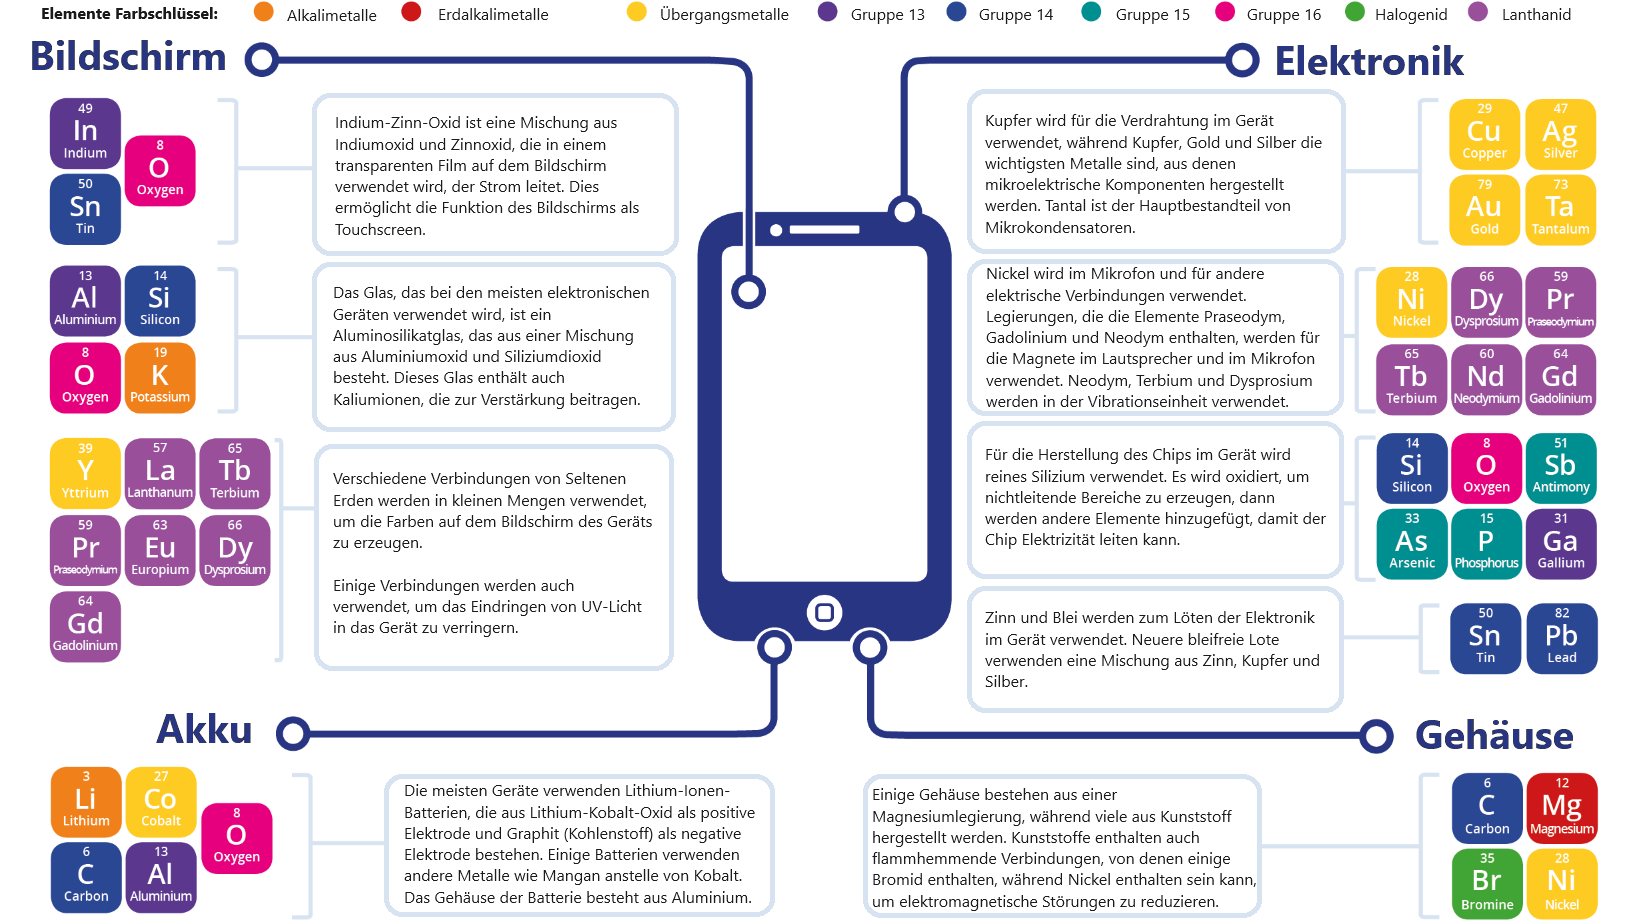 Elemente Farbschlüssel:
Alkalimetalle
Erdalkalimetalle
Übergangsmetalle
Gruppe 13
Gruppe 14
Gruppe 15
Gruppe 16
Halogenid
Lanthanid
Bildschirm
49
In
Indium
8
O
Oxygen
50
Sn
Tin
Indium-Zinn-Oxid ist eine Mischung aus
Indiumoxid und Zinnoxid, die in einem
transparenten Film auf dem Bildschirm
verwendet wird, der Strom leitet. Dies
ermöglicht die Funktion des Bildschirms als
Touchscreen.
13
Al
Aluminium
14
Si
Silicon
8
O
Oxygen
19
K
Potassium
Das Glas, das bei den meisten elektronischen
Geräten verwendet wird, ist ein
Aluminosilikatglas, das aus einer Mischung
aus Aluminiumoxid und Siliziumdioxid
besteht. Dieses Glas enthält auch
Kaliumionen, die zur Verstärkung beitragen.
39
Y
Yttrium
57
La
Lanthanum
65
Tb
Terbium
59
Pr
Praseodymium
63
Eu
Europium
66
Dy
Dysprosium
64
Gd
Gadolinium
Verschiedene Verbindungen von Seltenen
Erden werden in kleinen Mengen verwendet,
um die Farben auf dem Bildschirm des Geräts
zu erzeugen.
Einige Verbindungen werden auch
verwendet, um das Eindringen von UV-Licht
in das Gerät zu verringern.
Elektronik
Kupfer wird für die Verdrahtung im Gerät
verwendet, während Kupfer, Gold und Silber die
wichtigsten Metalle sind, aus denen
mikroelektrische Komponenten hergestellt
werden. Tantal ist der Hauptbestandteil von
Mikrokondensatoren.
29
Cu
Copper
47
Ag
Silver
79
Au
Gold
73
Ta
Tantalum
Nickel wird im Mikrofon und für andere
elektrische Verbindungen verwendet.
Legierungen, die die Elemente Praseodym,
Gadolinium und Neodym enthalten, werden für
die Magnete im Lautsprecher und im Mikrofon
verwendet. Neodym, Terbium und Dysprosium
werden in der Vibrationseinheit verwendet.
28
Ni
Nickel
66
Dy
Dysprosium
59
Pr
Praseodymium
65
Tb
Terbium
60
Nd
Neodymium
64
Gd
Gadolinium
Für die Herstellung des Chips im Gerät wird
reines Silizium verwendet. Es wird oxidiert, um
nichtleitende Bereiche zu erzeugen, dann
werden andere Elemente hinzugefügt, damit der
Chip Elektrizität leiten kann.
14
Si
Silicon
8
O
Oxygen
51
Sb
Antimony
33
As
Arsenic
15
P
Phosphorus
31
Ga
Gallium
Zinn und Blei werden zum Löten der Elektronik
im Gerät verwendet. Neuere bleifreie Lote
verwenden eine Mischung aus Zinn, Kupfer und
Silber.
50
Sn
Tin
82
Pb
Lead
Akku
3
Li
Lithium
27
Co
Cobalt
8
O
Oxygen
6
C
Carbon
13
Al
Aluminium
Die meisten Geräte verwenden Lithium-Ionen-
Batterien, die aus Lithium-Kobalt-Oxid als positive
Elektrode und Graphit (Kohlenstoff) als negative
Elektrode bestehen. Einige Batterien verwenden
andere Metalle wie Mangan anstelle von Kobalt.
Das Gehäuse der Batterie besteht aus Aluminium.
Gehäuse
Einige Gehäuse bestehen aus einer
Magnesiumlegierung, während viele aus Kunststoff
hergestellt werden. Kunststoffe enthalten auch
flammhemmende Verbindungen, von denen einige
Bromid enthalten, während Nickel enthalten sein kann,
um elektromagnetische Störungen zu reduzieren.
6
C
Carbon
12
Mg
Magnesium
35
Br
Bromine
28
Ni
Nickel